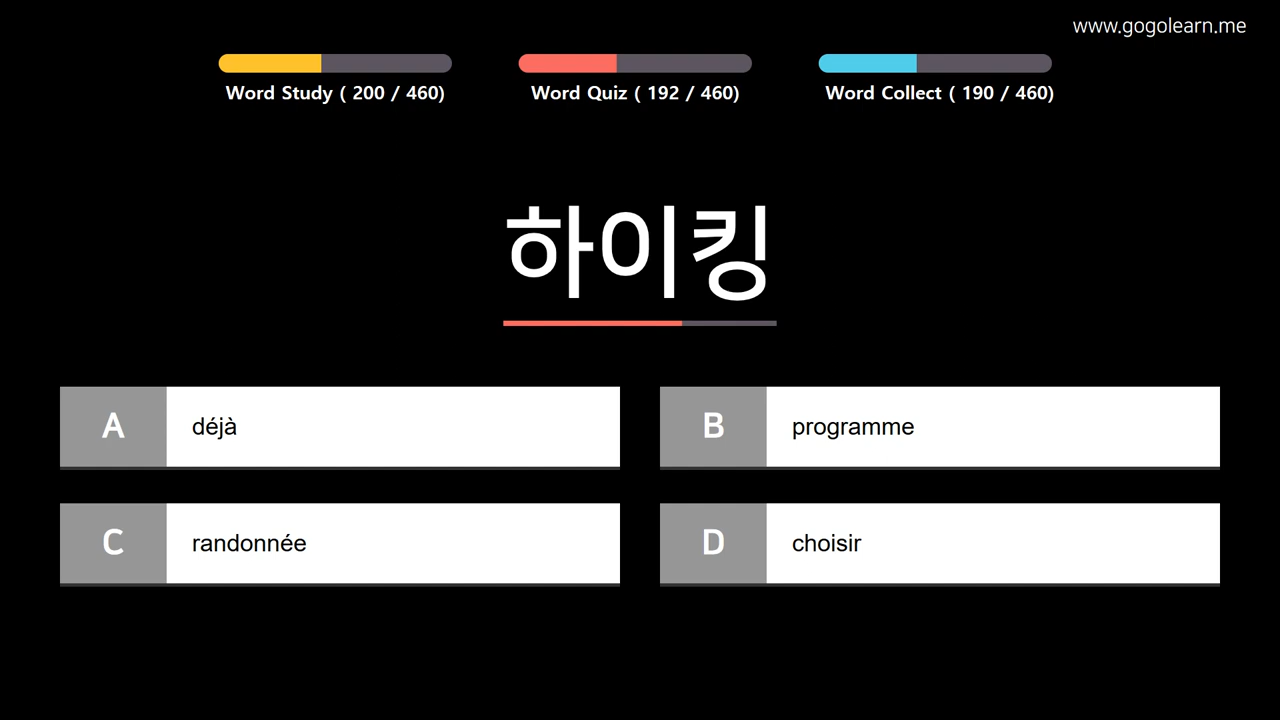 www.gogolearn.me
Word Study ( 200 / 460)
Word Quiz ( 192 / 460)
Word Collect ( 190 / 460)
하이킹
A
déjà
B
programme
C
randonnée
D
choisir